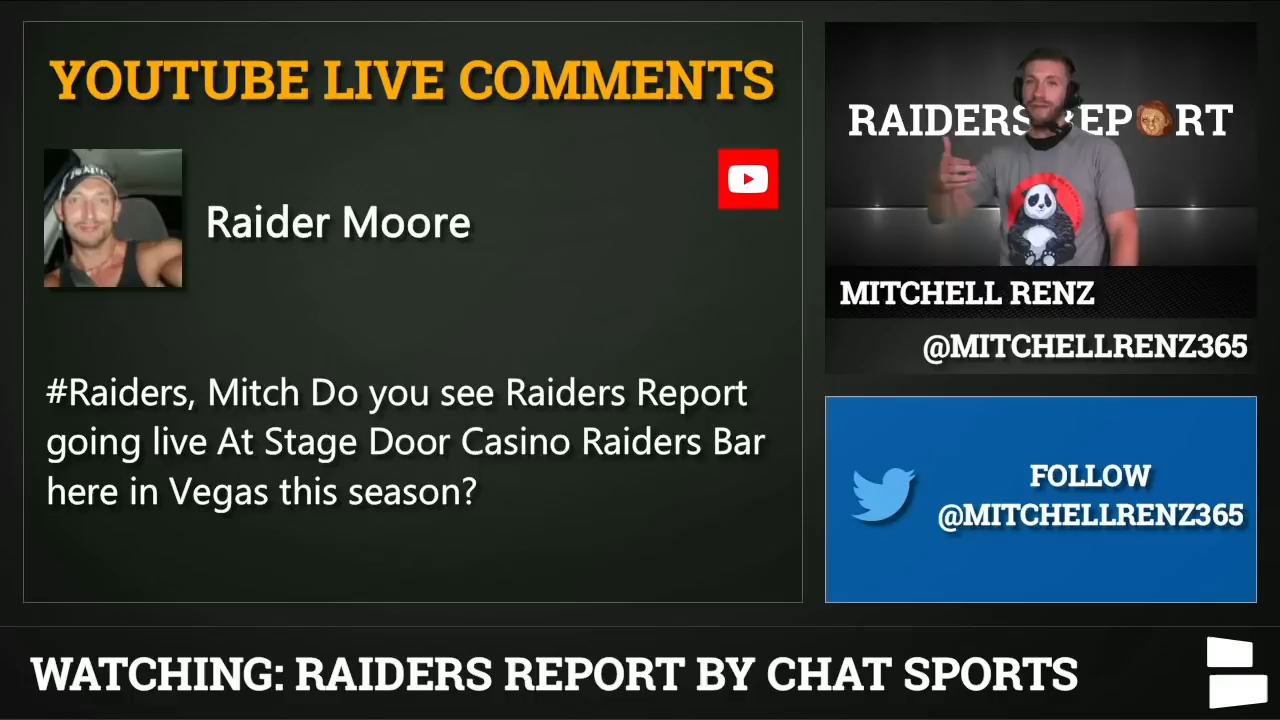 YOUTUBE LIVE COMMENTS
Raider Moore
#Raiders, Mitch Do you see Raiders Report
going live At Stage Door Casino Raiders Bar
here in Vegas this season?
RAIDERS REPORT
MITCHELL RENZ
@MITCHELLRENZ365
FOLLOW
@MITCHELLRENZ365
WATCHING: RAIDERS REPORT BY CHAT SPORTS